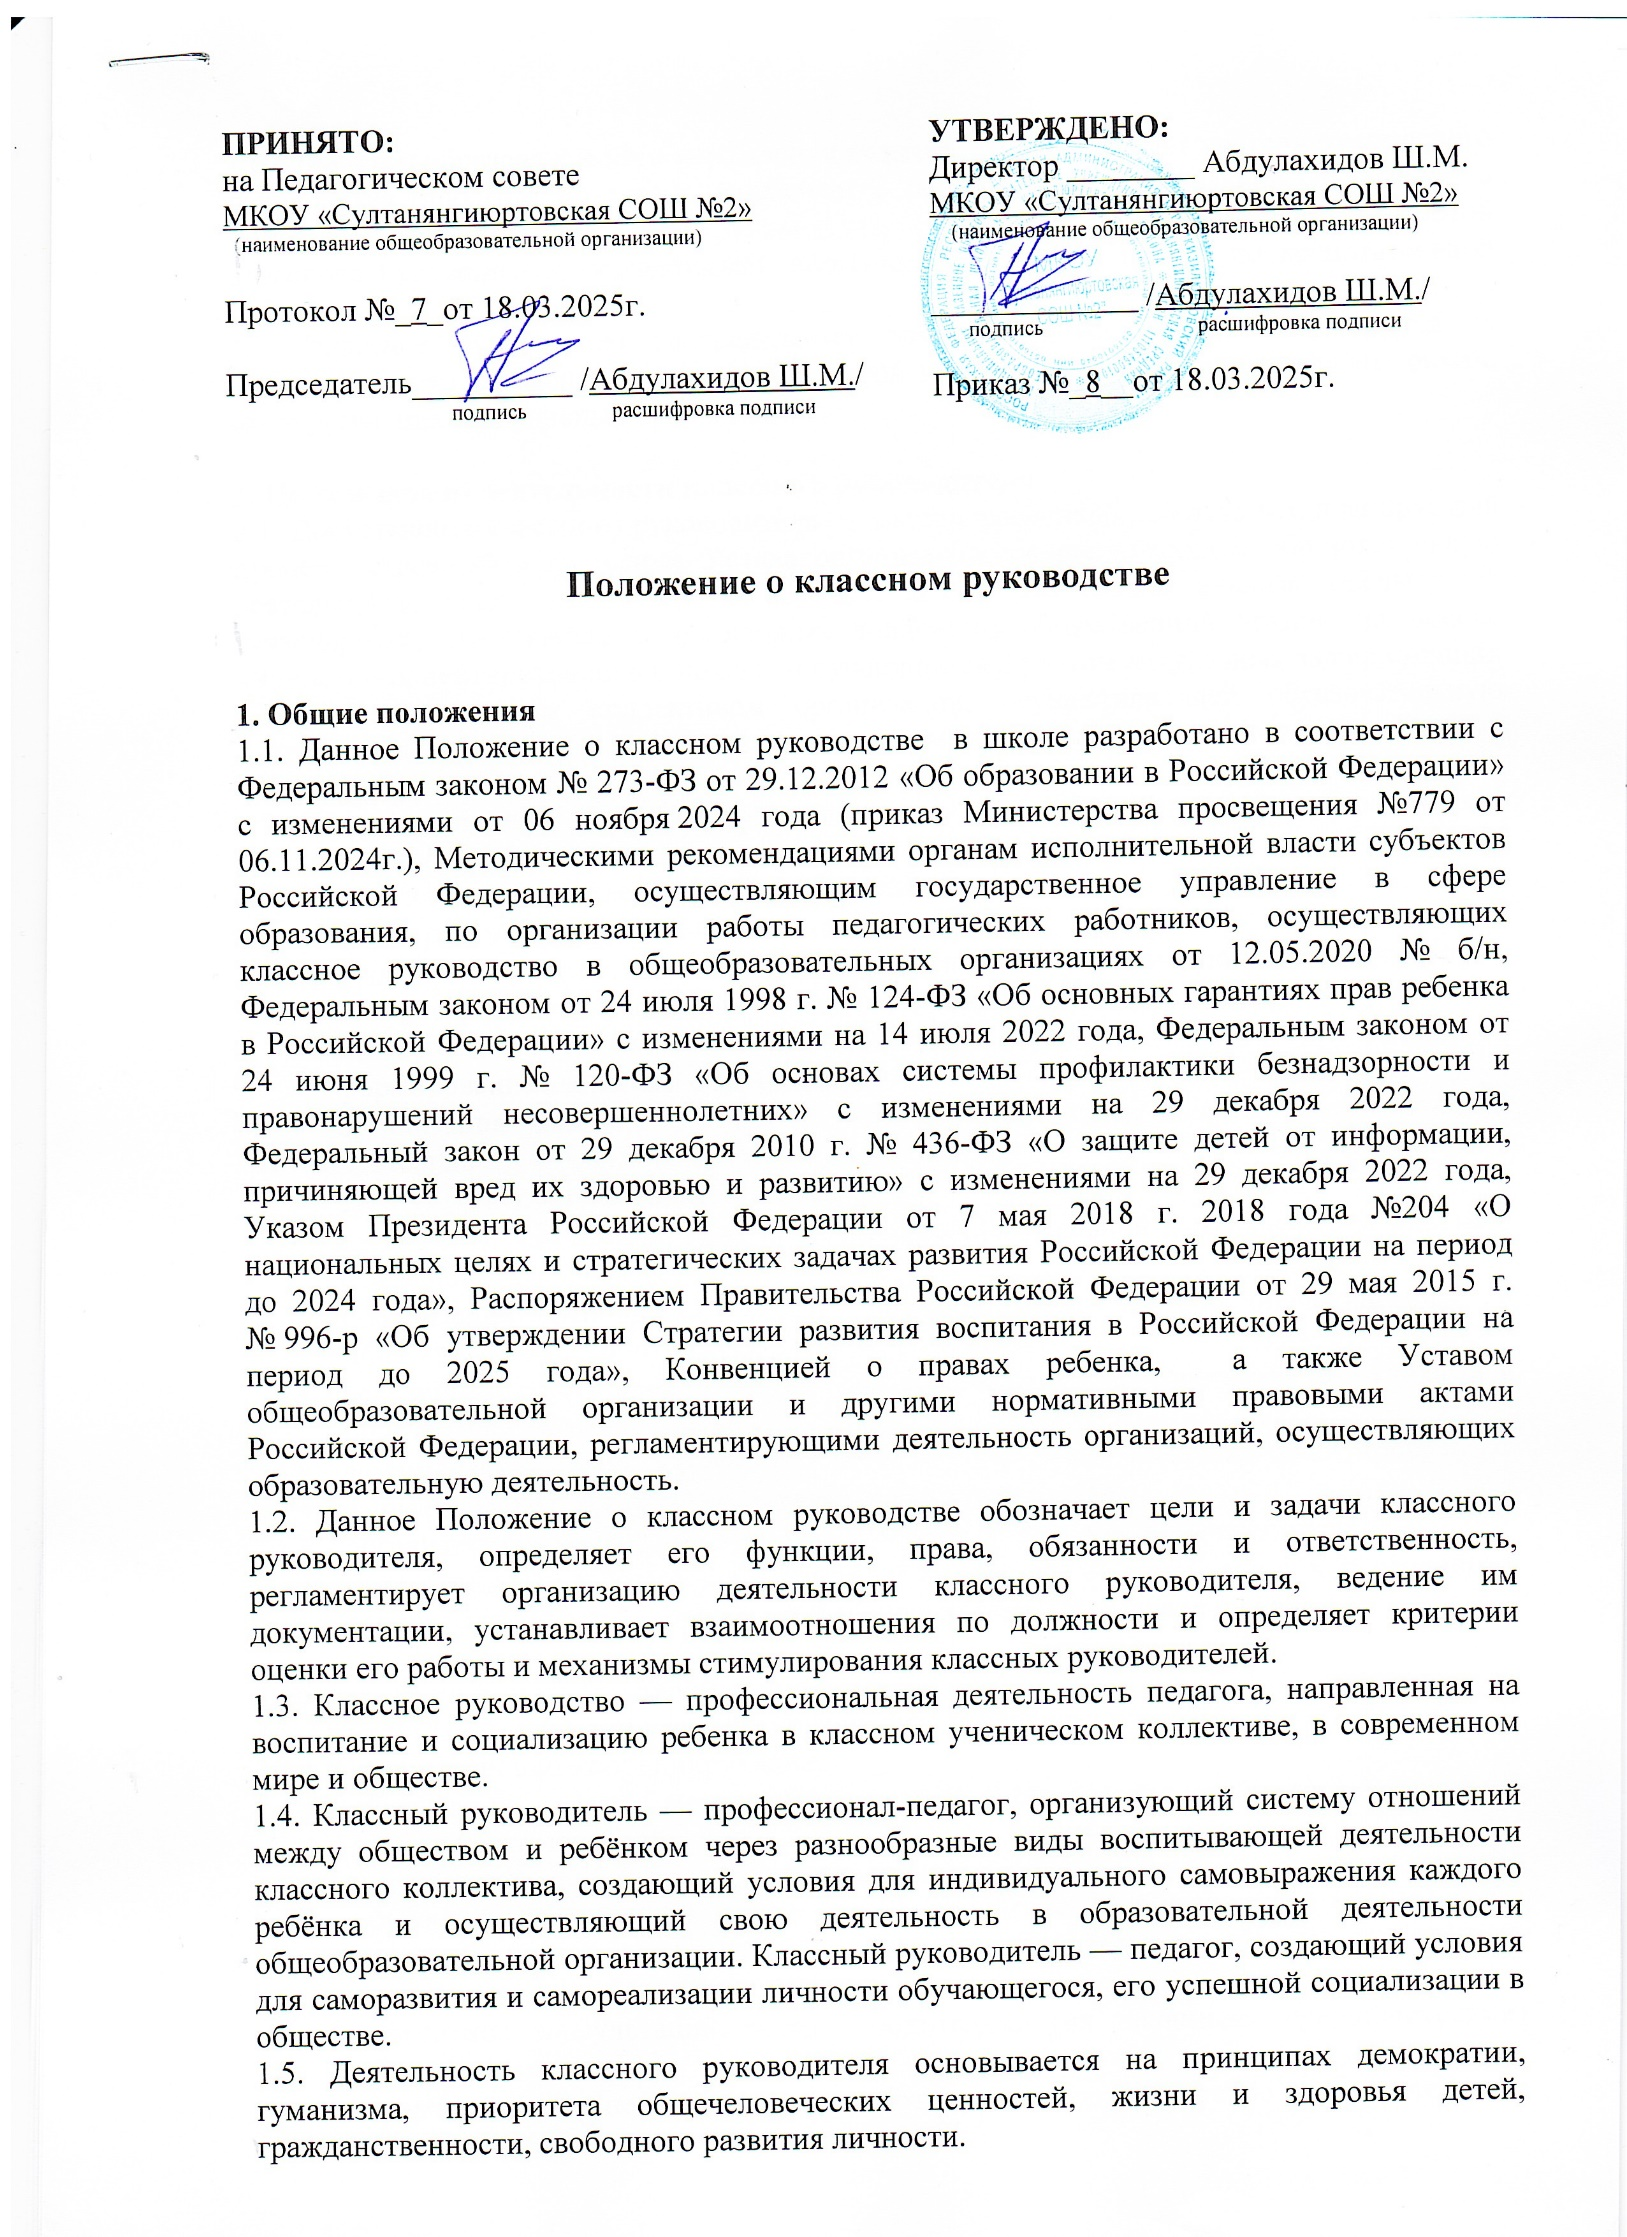 ПРИНЯТО:
на Педагогическом совете
МКОУ «Султанянгиюртовская СОШ №2»
(наименование общеобразовательной организации)
Протокол №_7_от 18.03.2025г.
Председатель__________ /Абдулахидов Ш.М./
подпись расшифровка подписи
УТВЕРЖДЕНО:
Директор ________ Абдулахидов Ш.М.
МКОУ «Султанянгиюртовская СОШ №2»
(наименование общеобразовательной организации)
_____________ /Абдулахидов Ш.М./
подпись расшифровка подписи
Приказ №_8__от 18.03.2025г.
Положение о классном руководстве
1. Общие положения
1.1. Данное Положение о классном руководстве в школе разработано в соответствии с
Федеральным законом № 273-ФЗ от 29.12.2012 «Об образовании в Российской Федерации»
с изменениями от 06 ноября 2024 года (приказ Министерства просвещения №779 от
06.11.2024г.), Методическими рекомендациями органам исполнительной власти субъектов
Российской Федерации, осуществляющим государственное управление в сфере
образования, по организации работы педагогических работников, осуществляющих
классное руководство в общеобразовательных организациях от 12.05.2020 № б/н,
Федеральным законом от 24 июля 1998 г. № 124-ФЗ «Об основных гарантиях прав ребенка
в Российской Федерации» с изменениями на 14 июля 2022 года, Федеральным законом от
24 июня 1999 г. № 120-ФЗ «Об основах системы профилактики безнадзорности и
правонарушений несовершеннолетних» с изменениями на 29 декабря 2022 года,
Федеральный закон от 29 декабря 2010 г. № 436-ФЗ «О защите детей от информации,
причиняющей вред их здоровью и развитию» с изменениями на 29 декабря 2022 года,
Указом Президента Российской Федерации от 7 мая 2018 г. 2018 года №204 «О
национальных целях и стратегических задачах развития Российской Федерации на период
до 2024 года», Распоряжением Правительства Российской Федерации от 29 мая 2015 г.
№ 996-р «Об утверждении Стратегии развития воспитания в Российской Федерации на
период до 2025 года», Конвенцией о правах ребенка, а также Уставом
общеобразовательной организации и другими нормативными правовыми актами
Российской Федерации, регламентирующими деятельность организаций, осуществляющих
образовательную деятельность.
1.2. Данное Положение о классном руководстве обозначает цели и задачи классного
руководителя, определяет его функции, права, обязанности и ответственность,
регламентирует организацию деятельности классного руководителя, ведение им
документации, устанавливает взаимоотношения по должности и определяет критерии
оценки его работы и механизмы стимулирования классных руководителей.
1.3. Классное руководство — профессиональная деятельность педагога, направленная на
воспитание и социализацию ребенка в классном ученическом коллективе, в современном
мире и обществе.
1.4. Классный руководитель — профессионал-педагог, организующий систему отношений
между обществом и ребёнком через разнообразные виды воспитывающей деятельности
классного коллектива, создающий условия для индивидуального самовыражения каждого
ребёнка и осуществляющий свою деятельность в образовательной деятельности
общеобразовательной организации. Классный руководитель — педагог, создающий условия
для саморазвития и самореализации личности обучающегося, его успешной социализации в
обществе.
1.5. Деятельность классного руководителя основывается на принципах демократии,
гуманизма, приоритета общечеловеческих ценностей, жизни и здоровья детей,
гражданственности, свободного развития личности.